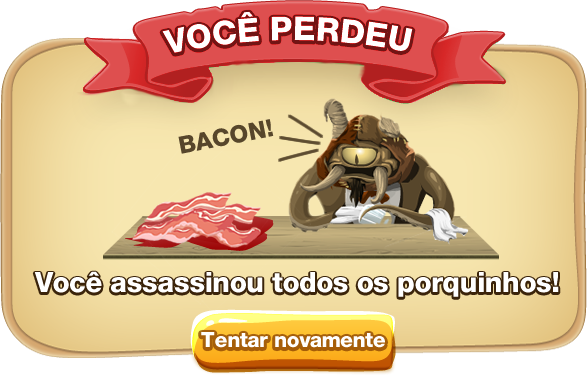 VOCÊ PERDEU
BACON!
Você assassinou todos os porquinhos!
Tentar novamente